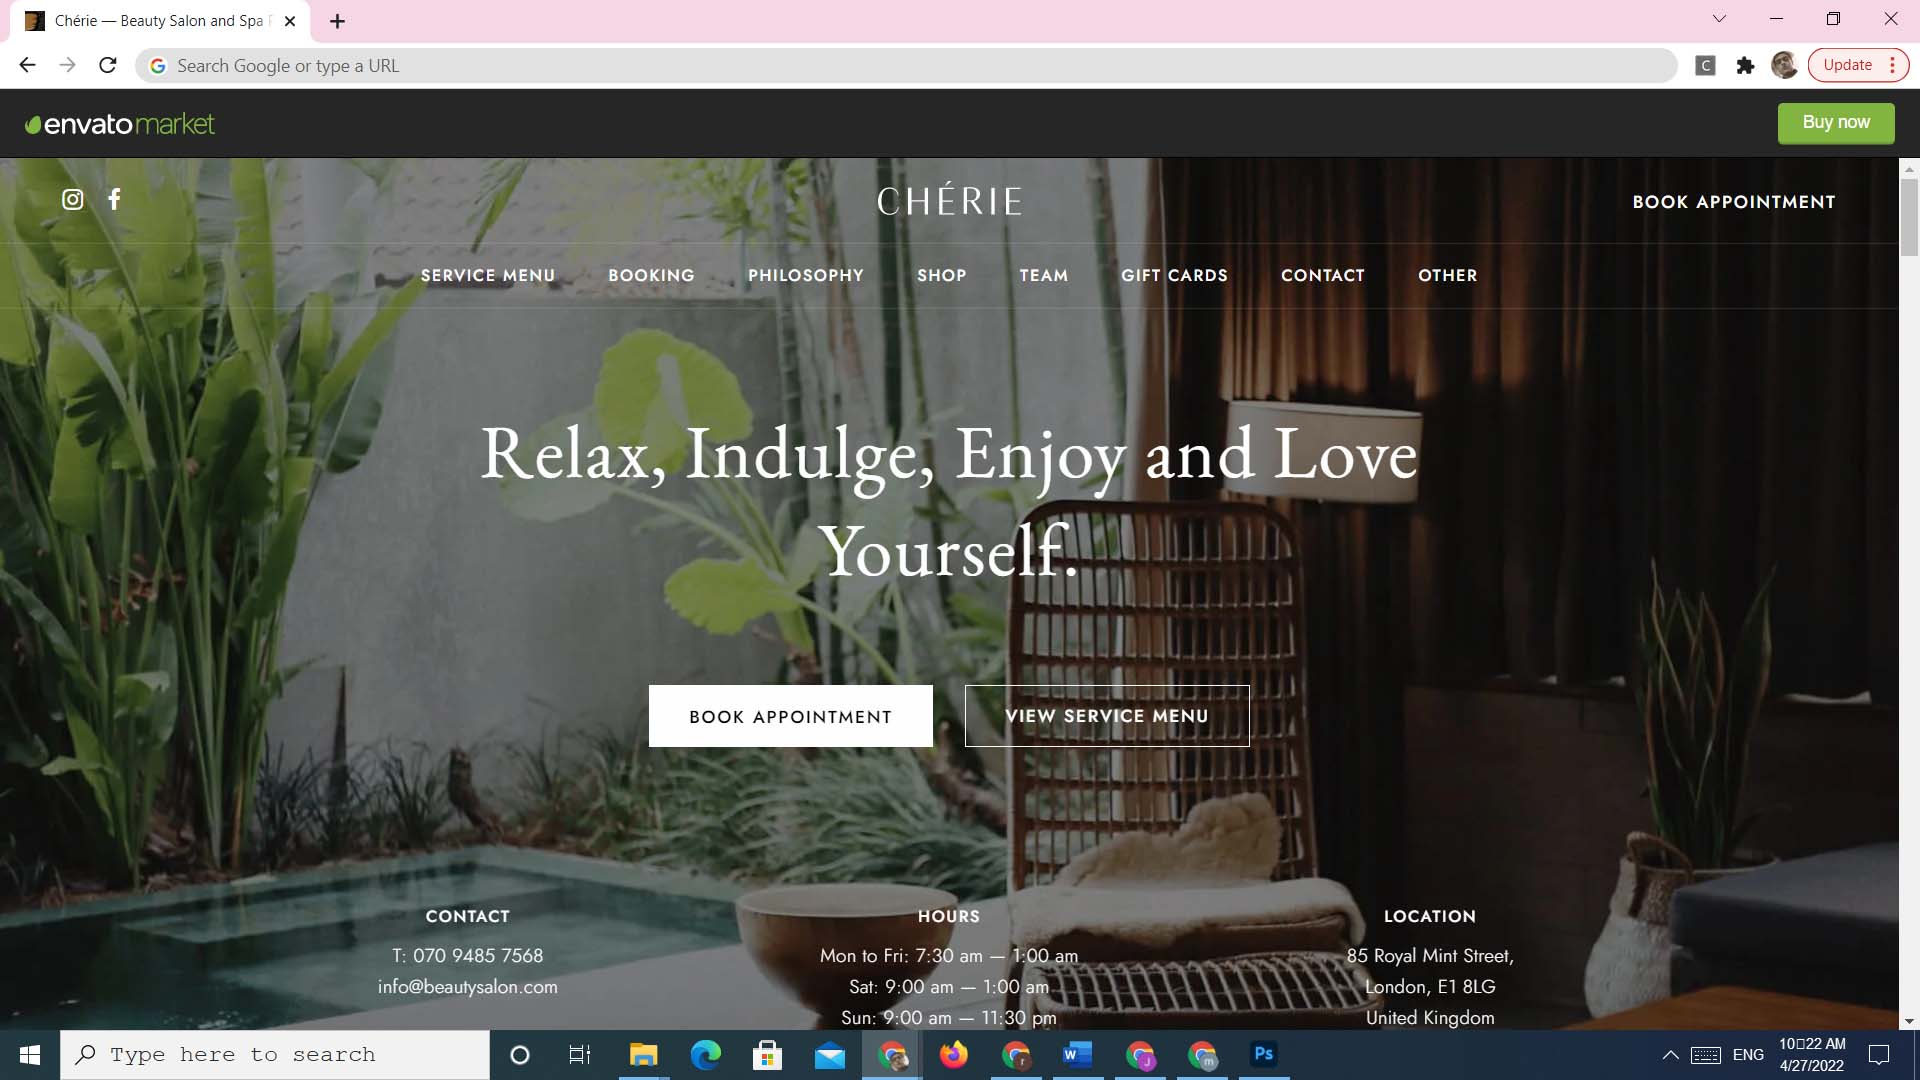 Chérie — Beauty Salon and Spa
Search Google or type a URL
C
Update
envato market
Buy now
CHÉRIE
BOOK APPOINTMENT
SERVICE MENU BOOKING PHILOSOPHY SHOP TEAM GIFT CARDS CONTACT OTHER
Relax, Indulge, Enjoy and Love
Yourself.
BOOK APPOINTMENT
VIEW SERVICE MENU
CONTACT
T: 070 9485 7568
info@beautysalon.com
HOURS
Mon to Fri: 7:30 am — 1:00 am
Sat: 9:00 am — 1:00 am
Sun: 9:00 am — 11:30 pm
LOCATION
85 Royal Mint Street,
London, E1 8LG
United Kingdom
Type here to search
W
r
J
m
Ps
ENG
10▯22 AM
4/27/2022